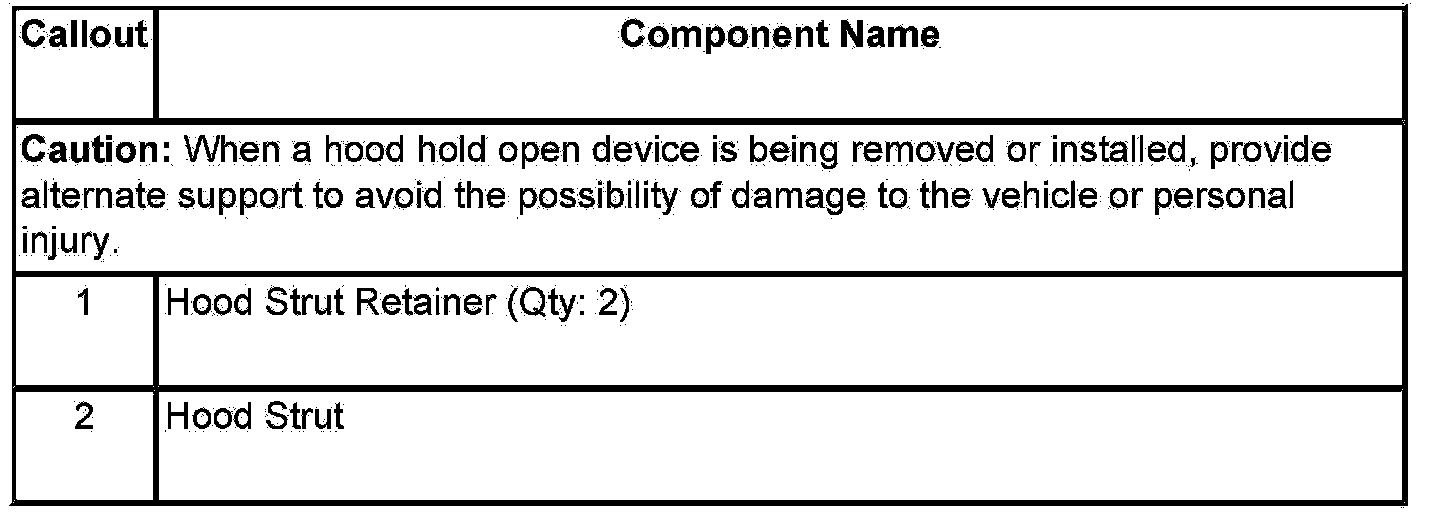 Callout Component Name
Caution: When a hood hold open device is being removed or installed, provide
alternate support to avoid the possibility of damage to the vehicle or personal
injury.
1 Hood Strut Retainer (Qty: 2)
2 Hood Strut